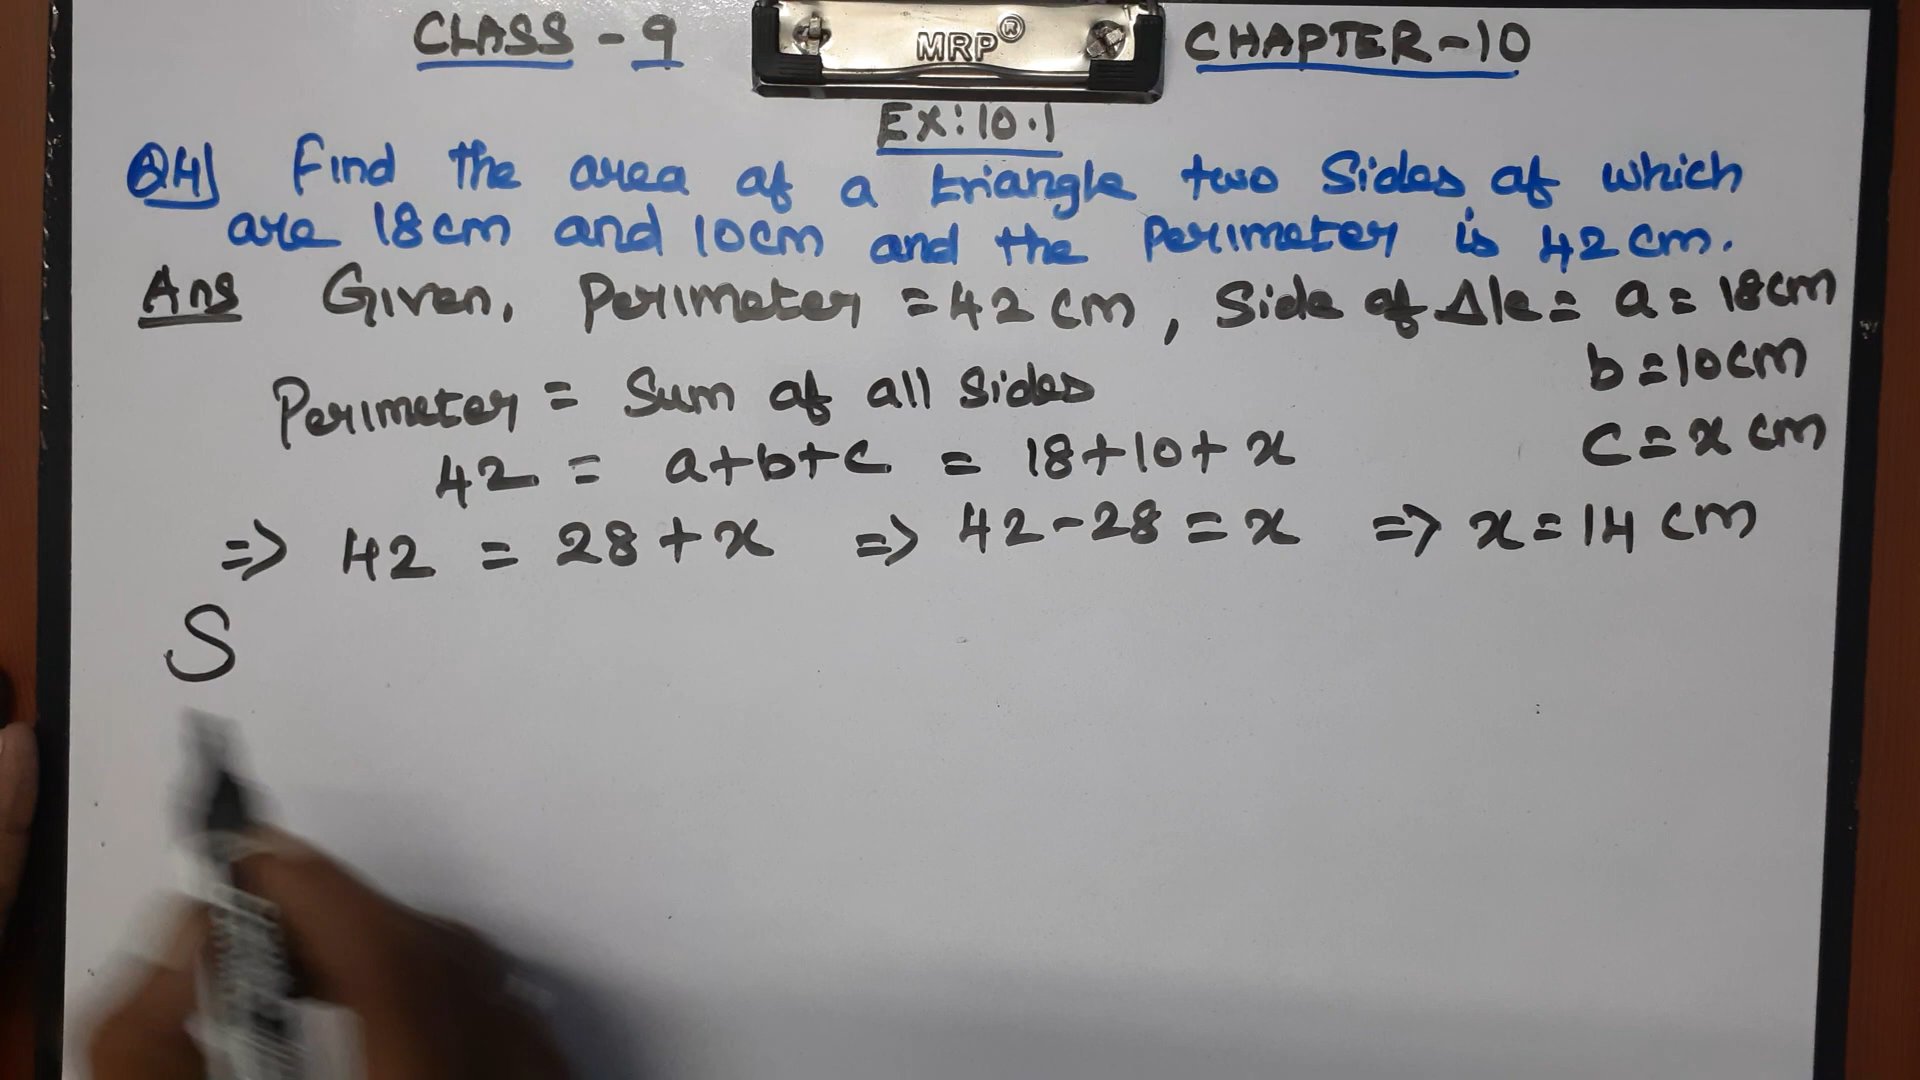 CLASS - 9 MRP® CHAPTER-10
Ex: 10.1
Q4) Find the area of a triangle two sides of which
are 18cm and 10cm and the perimeter is 42cm.
Ans Given, Perimeter = 42 cm, Side of Δle = a = 18cm
b = 10cm
Perimeter = Sum of all sides
c = x cm
42 = a+b+c = 18+10+x
=> 42 = 28+x => 42-28 = x => x = 14 cm
S